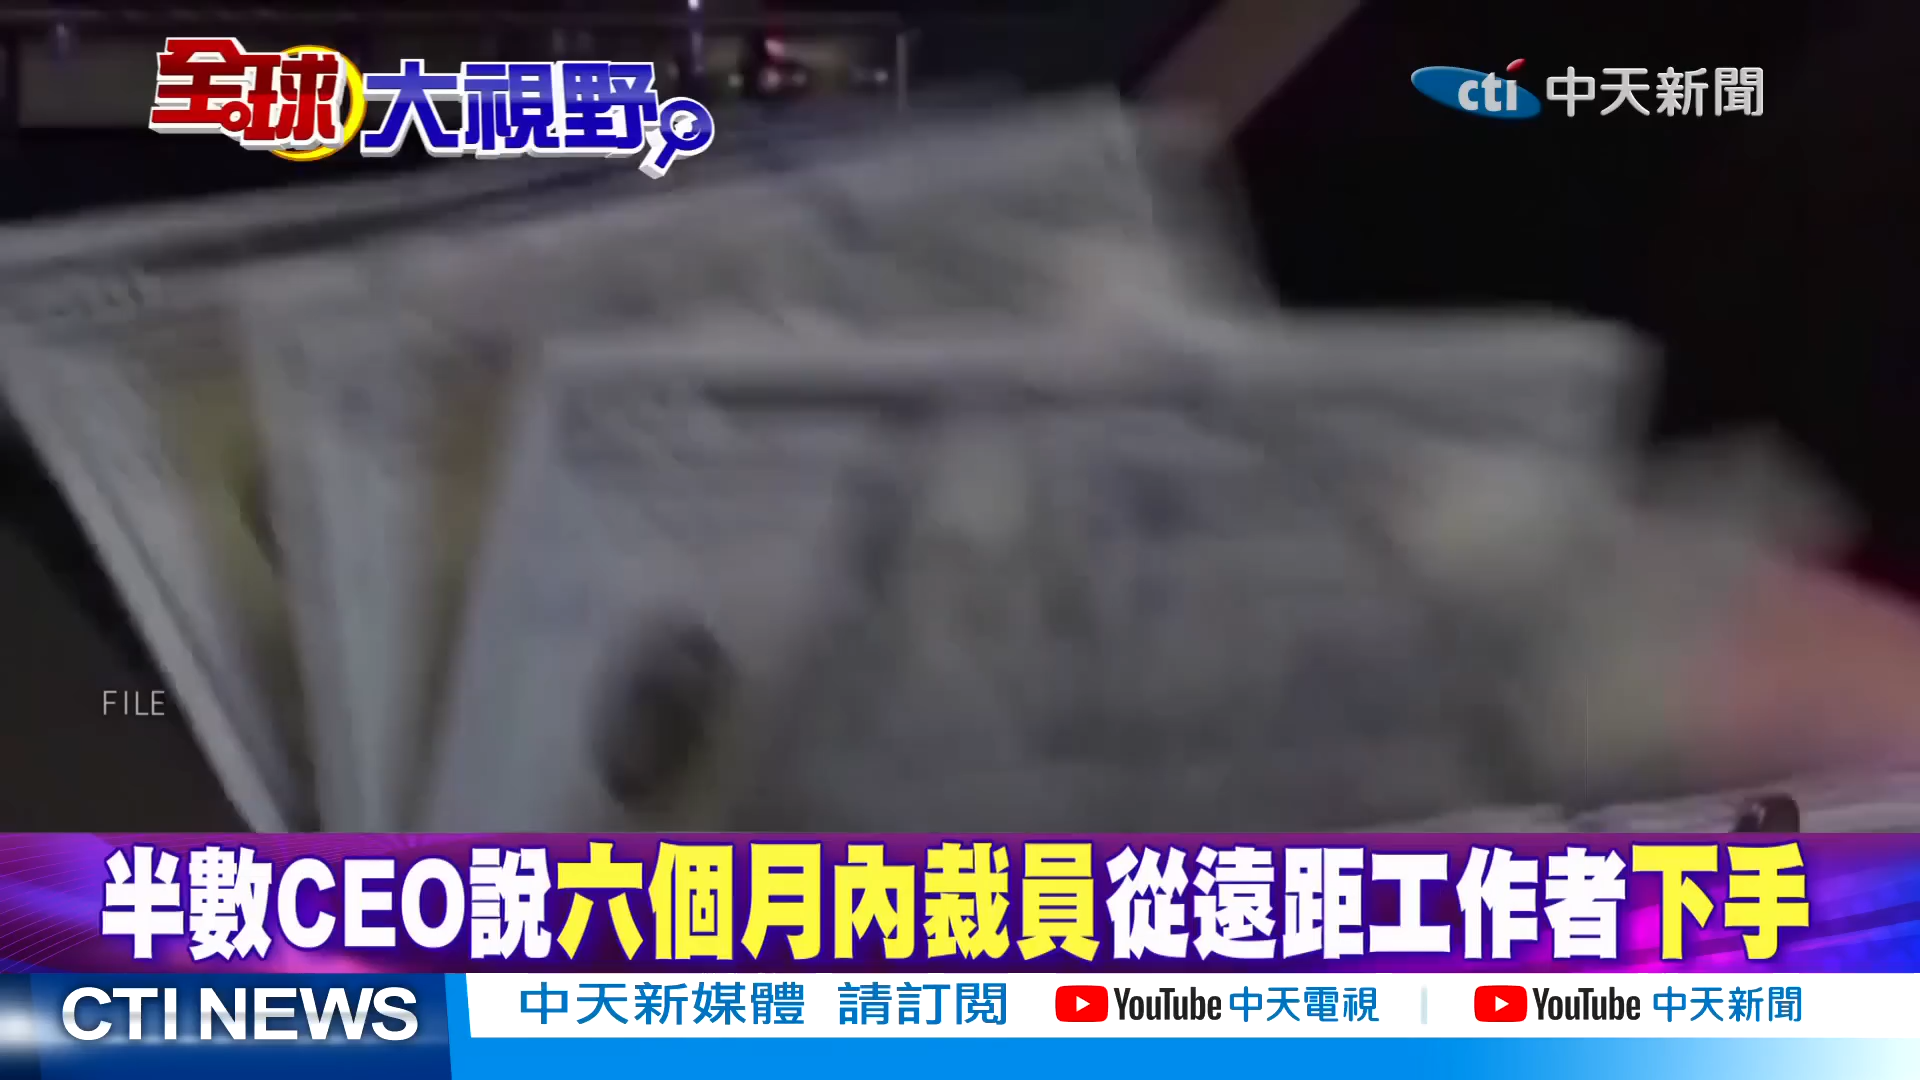 全球大視野
cti 中天新聞
FILE
半數CEO說六個月內裁員從遠距工作者下手
CTI NEWS
中天新媒體 請訂閱 YouTube 中天電視 | YouTube 中天新聞